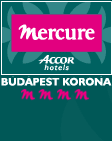 Mercure
ACCOR
hotels
BUDAPEST KORONA